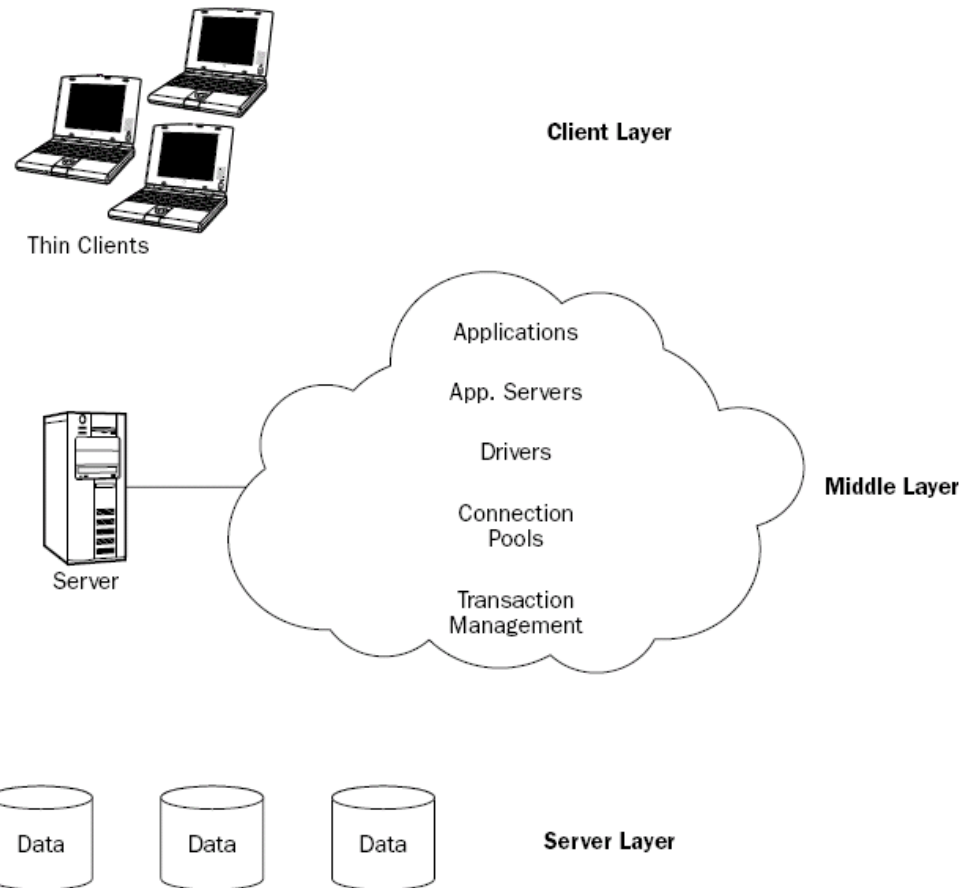 Client Layer
Thin Clients
Applications
App. Servers
Drivers
Connection
Pools
Transaction
Management
Middle Layer
Server
Data
Data
Data
Server Layer